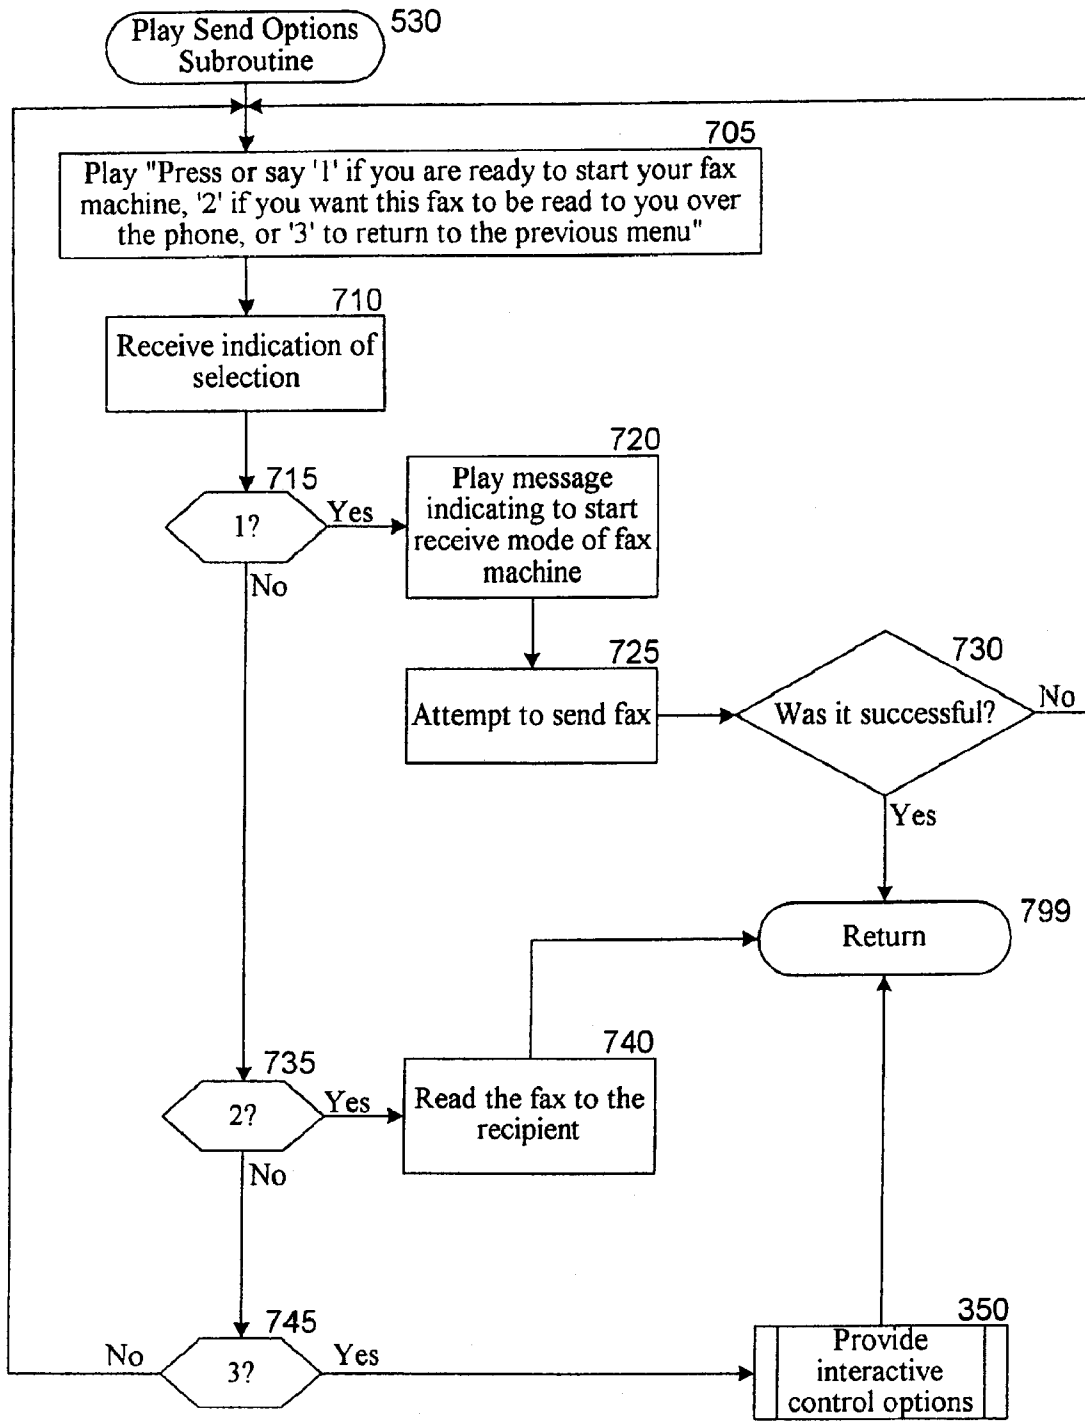 Play Send Options
Subroutine
530
705
Play "Press or say '1' if you are ready to start your fax
machine, '2' if you want this fax to be read to you over
the phone, or '3' to return to the previous menu"
710
Receive indication of
selection
715
1?
Yes
No
720
Play message
indicating to start
receive mode of fax
machine
725
Attempt to send fax
730
Was it successful?
No
Yes
799
Return
735
2?
Yes
No
740
Read the fax to the
recipient
745
3?
No
Yes
350
Provide
interactive
control options